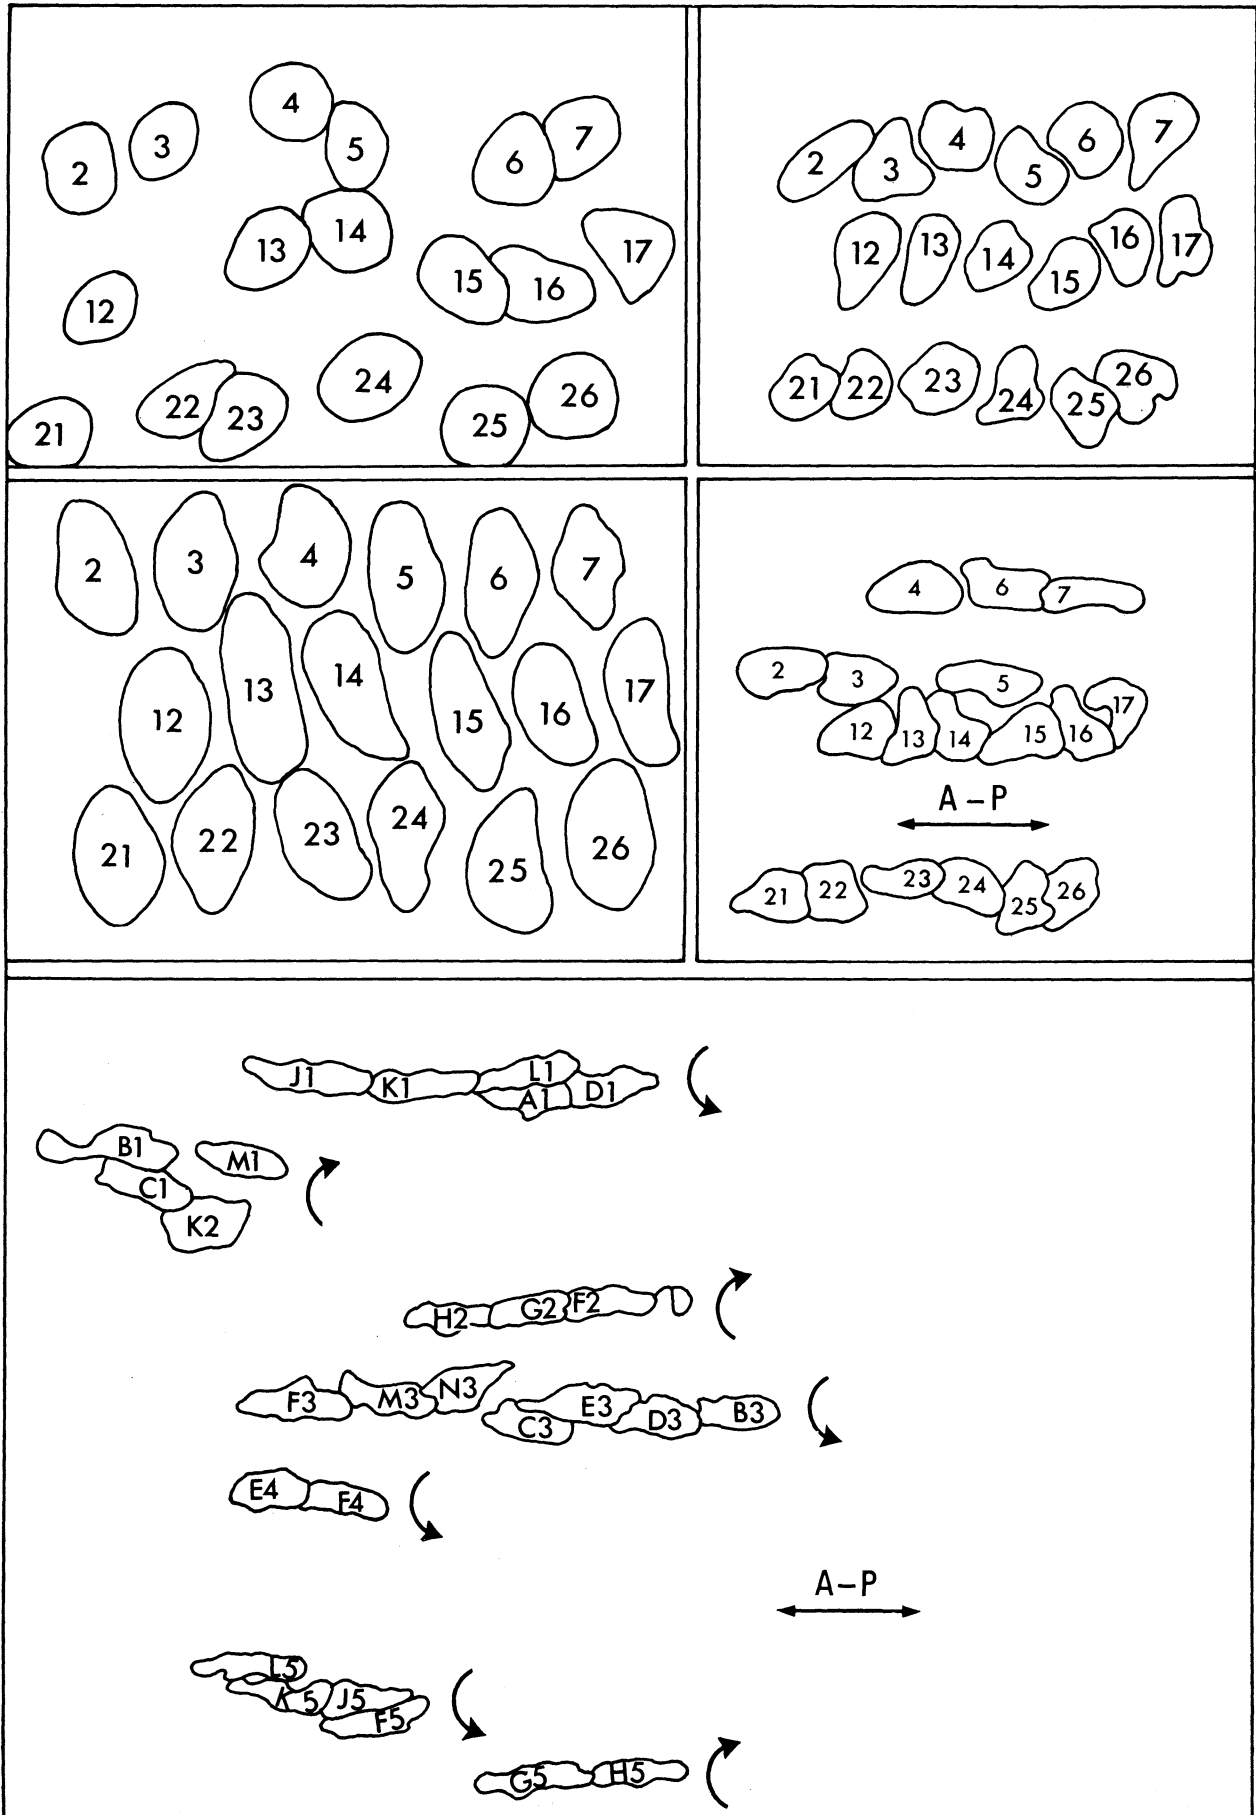 4
3 5 7
2 6
13 14 17
15 16
12
24
22 23 26
21 25
4 6 7
2 3 5
12 13 14 15 16 17
21 22 23 24 25 26
2 3 4 5 6 7
12 13 14 15 16 17
21 22 23 24 25 26
4 6 7
2 3 5 17
12 13 14 15 16
A–P
21 22 23 24 25 26
J1 K1 L1 A1 D1
B1 M1
C1
K2
H2 G2 F2
F3 M3 N3 C3 E3 D3 B3
E4 F4
A–P
L5
K5 J5
F5
G5 H5